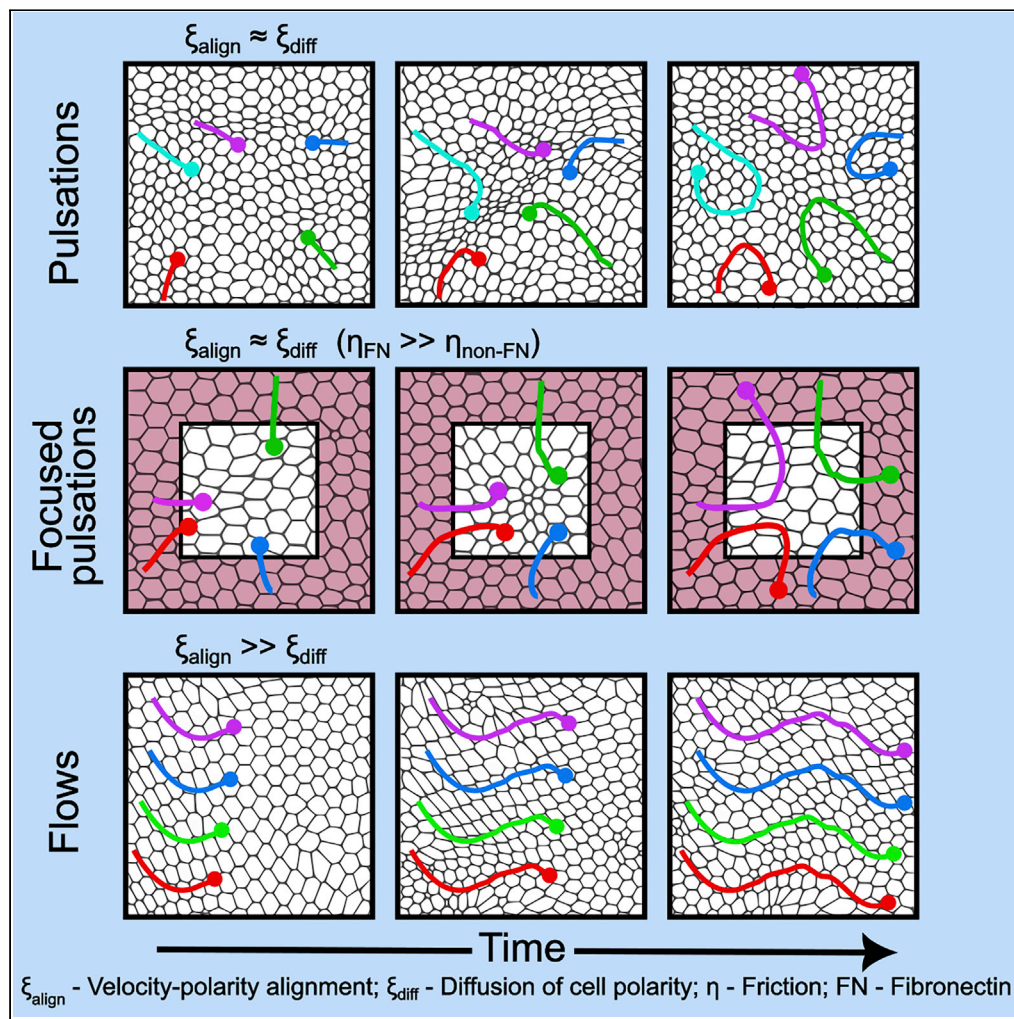 ξalign ≈ ξdiff
Pulsations
ξalign ≈ ξdiff (ηFN >> ηnon-FN)
Focused
pulsations
ξalign >> ξdiff
Flows
Time
ξalign - Velocity-polarity alignment; ξdiff - Diffusion of cell polarity; η - Friction; FN - Fibronectin